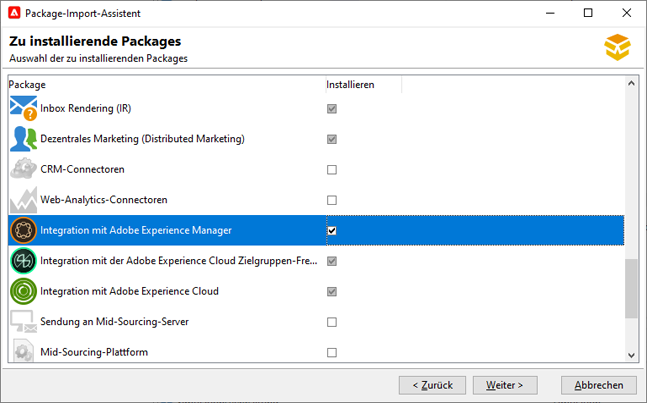 Package-Import-Assistent
Zu installierende Packages
Auswahl der zu installierenden Packages
Package Installieren
Inbox Rendering (IR)
Dezentrales Marketing (Distributed Marketing)
CRM-Connectoren
Web-Analytics-Connectoren
Integration mit Adobe Experience Manager
Integration mit der Adobe Experience Cloud Zielgruppen-Fre...
Integration mit Adobe Experience Cloud
Sendung an Mid-Sourcing-Server
Mid-Sourcing-Plattform
< Zurück Weiter > Abbrechen